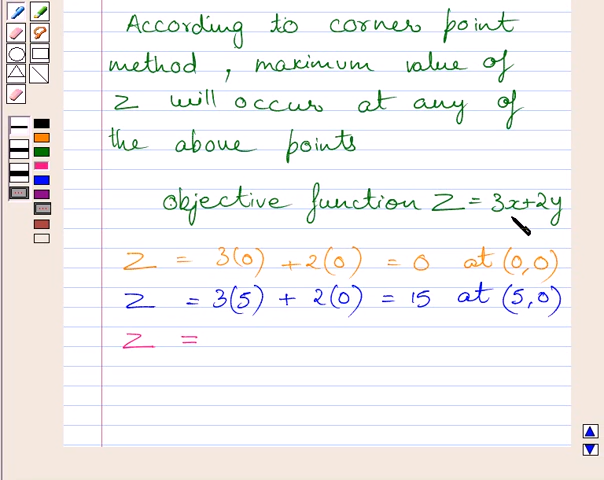 According to corner point
method, maximum value of
Z will occur at any of
the above points
objective function Z = 3x+2y
Z = 3(0) + 2(0) = 0 at (0,0)
Z = 3(5) + 2(0) = 15 at (5,0)
Z =